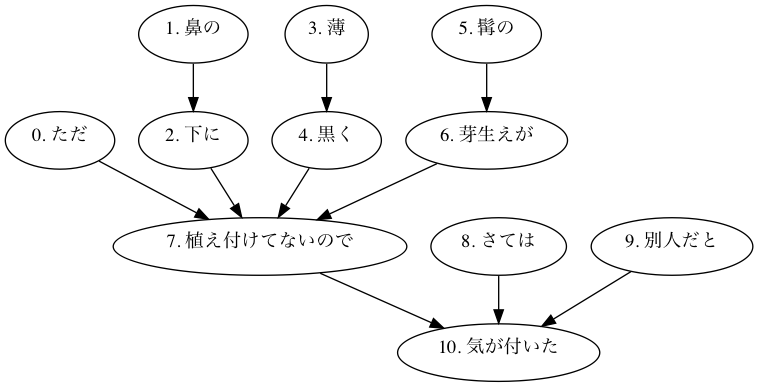 1. 鼻の
3. 薄
5. 髯の
0. ただ
2. 下に
4. 黒く
6. 芽生えが
7. 植え付けてないので
8. さては
9. 別人だと
10. 気が付いた